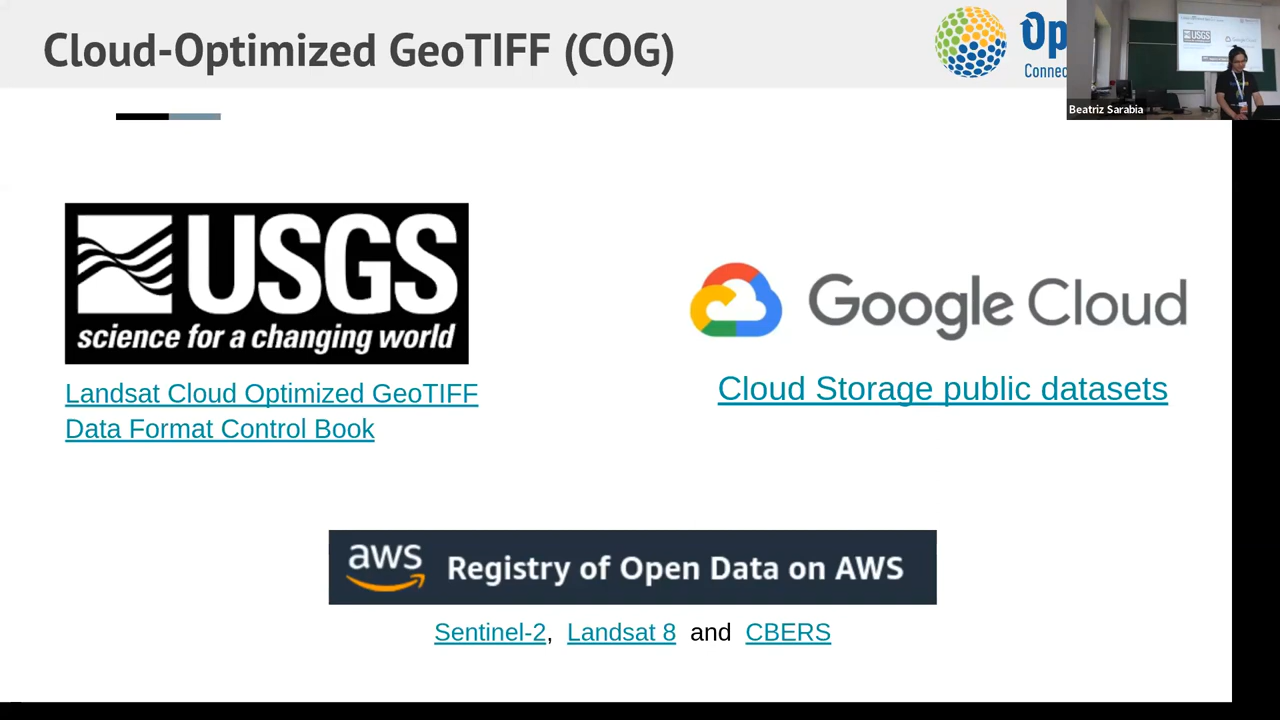 Cloud-Optimized GeoTIFF (COG)
Op
Connec
Beatriz Sarabia
USGS
science for a changing world
Landsat Cloud Optimized GeoTIFF
Data Format Control Book
Google Cloud
Cloud Storage public datasets
aws Registry of Open Data on AWS
Sentinel-2, Landsat 8 and CBERS